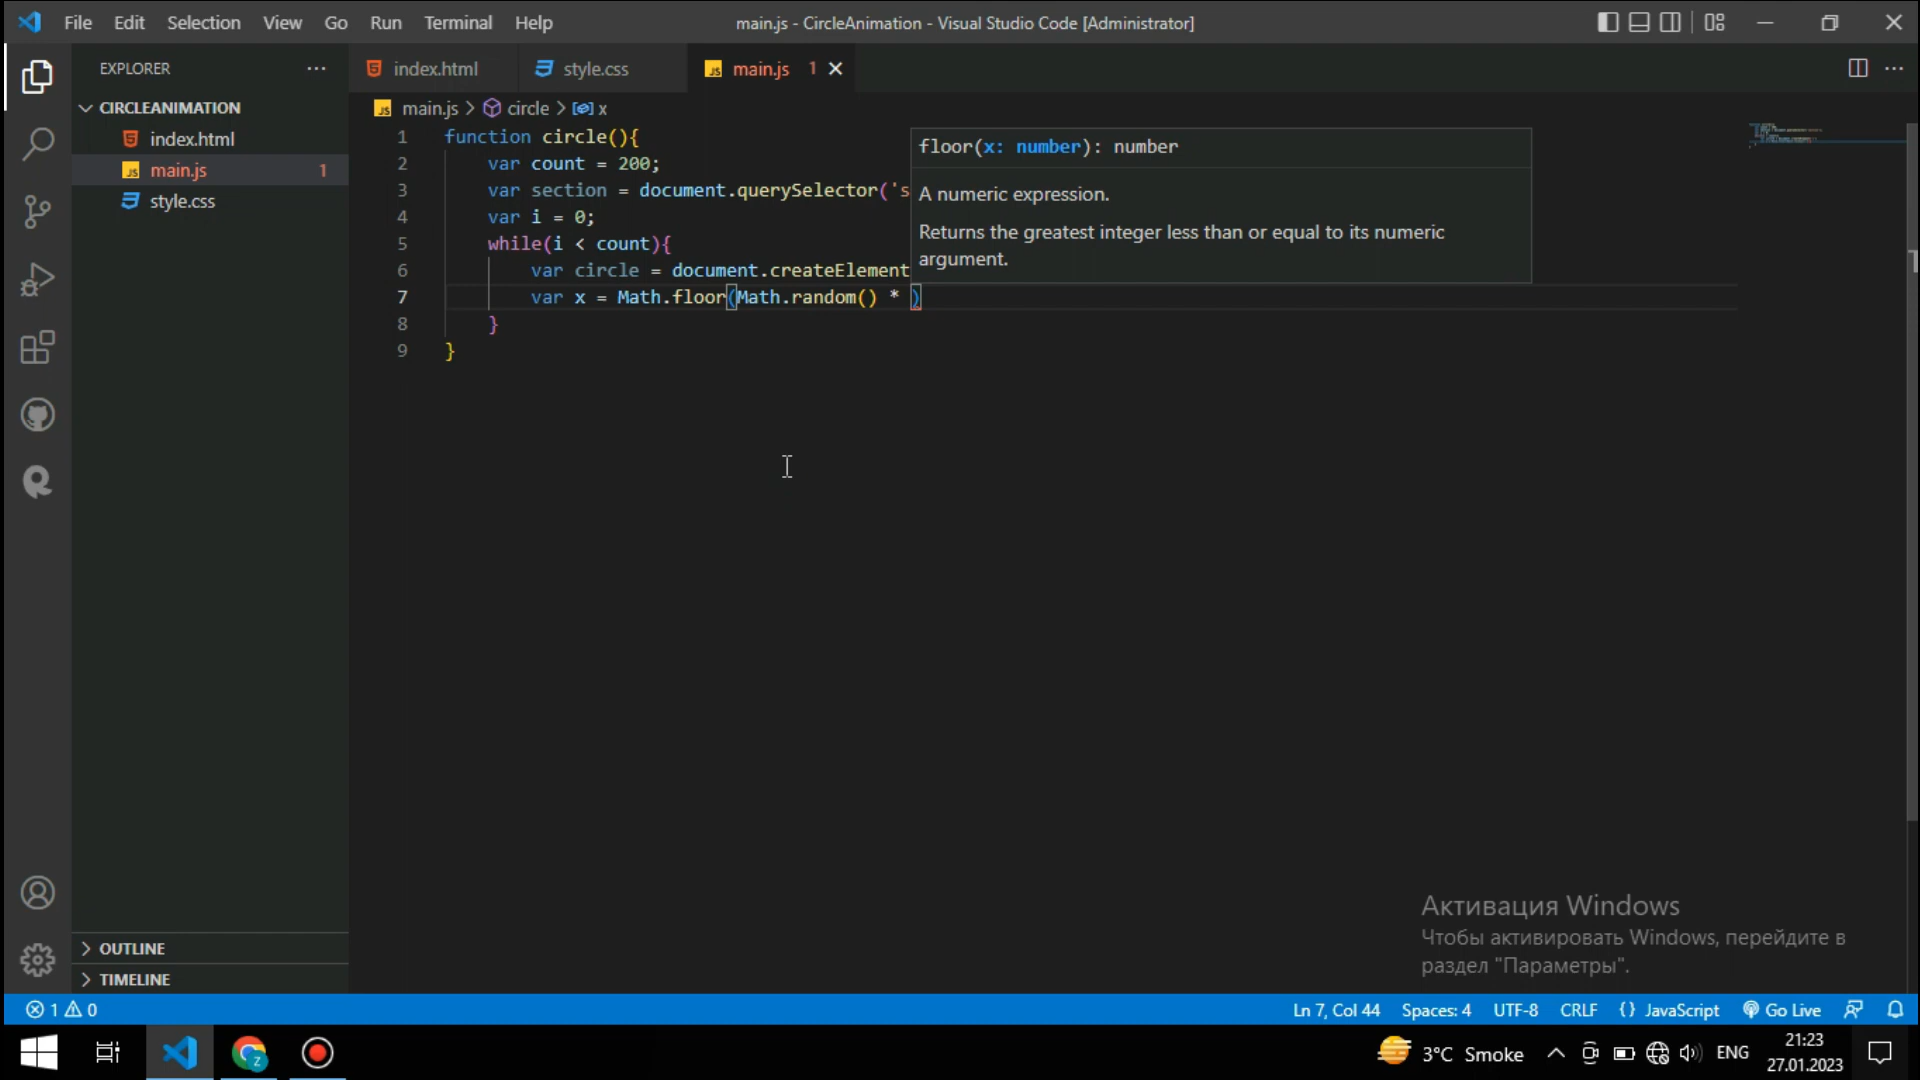 File Edit Selection View Go Run Terminal Help
main.js - CircleAnimation - Visual Studio Code [Administrator]
EXPLORER
index.html
style.css
main.js 1
CIRCLEANIMATION
index.html
main.js 1
style.css
main.js > circle > x
1 function circle(){
2 var count = 200;
3 var section = document.querySelector('s
4 var i = 0;
5 while(i < count){
6 var circle = document.createElement
7 var x = Math.floor(Math.random() * )
8 }
9 }
floor(x: number): number
A numeric expression.
Returns the greatest integer less than or equal to its numeric
argument.
OUTLINE
TIMELINE
Активация Windows
Чтобы активировать Windows, перейдите в
раздел "Параметры".
1 0
Ln 7, Col 44 Spaces: 4 UTF-8 CRLF {} JavaScript Go Live
3°C Smoke
ENG
21:23
27.01.2023